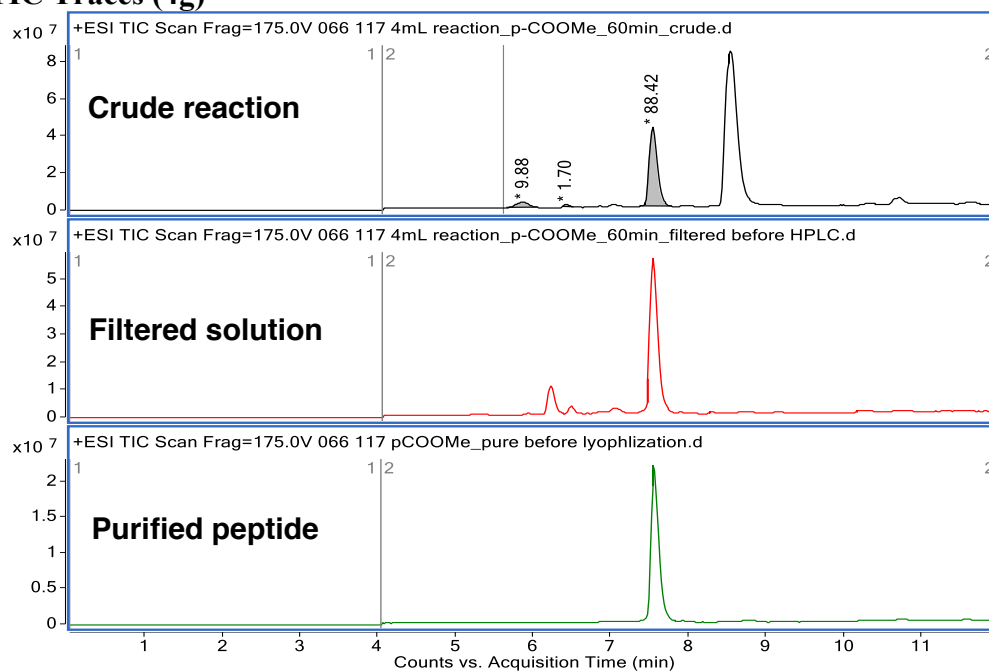 TIC Traces (4g)
x10 7
+ESI TIC Scan Frag=175.0V 066 117 4mL reaction_p-COOMe_60min_crude.d
1
1 2
2
8
6
4
2
0
Crude reaction
* 9.88
* 1.70
* 88.42
x10 7
+ESI TIC Scan Frag=175.0V 066 117 4mL reaction_p-COOMe_60min_filtered before HPLC.d
1
1 2
2
5
4
3
2
1
0
Filtered solution
x10 7
+ESI TIC Scan Frag=175.0V 066 117 pCOOMe_pure before lyophlization.d
1
1 2
2
2
1.5
1
0.5
0
Purified peptide
1 2 3 4 5 6 7 8 9 10 11
Counts vs. Acquisition Time (min)